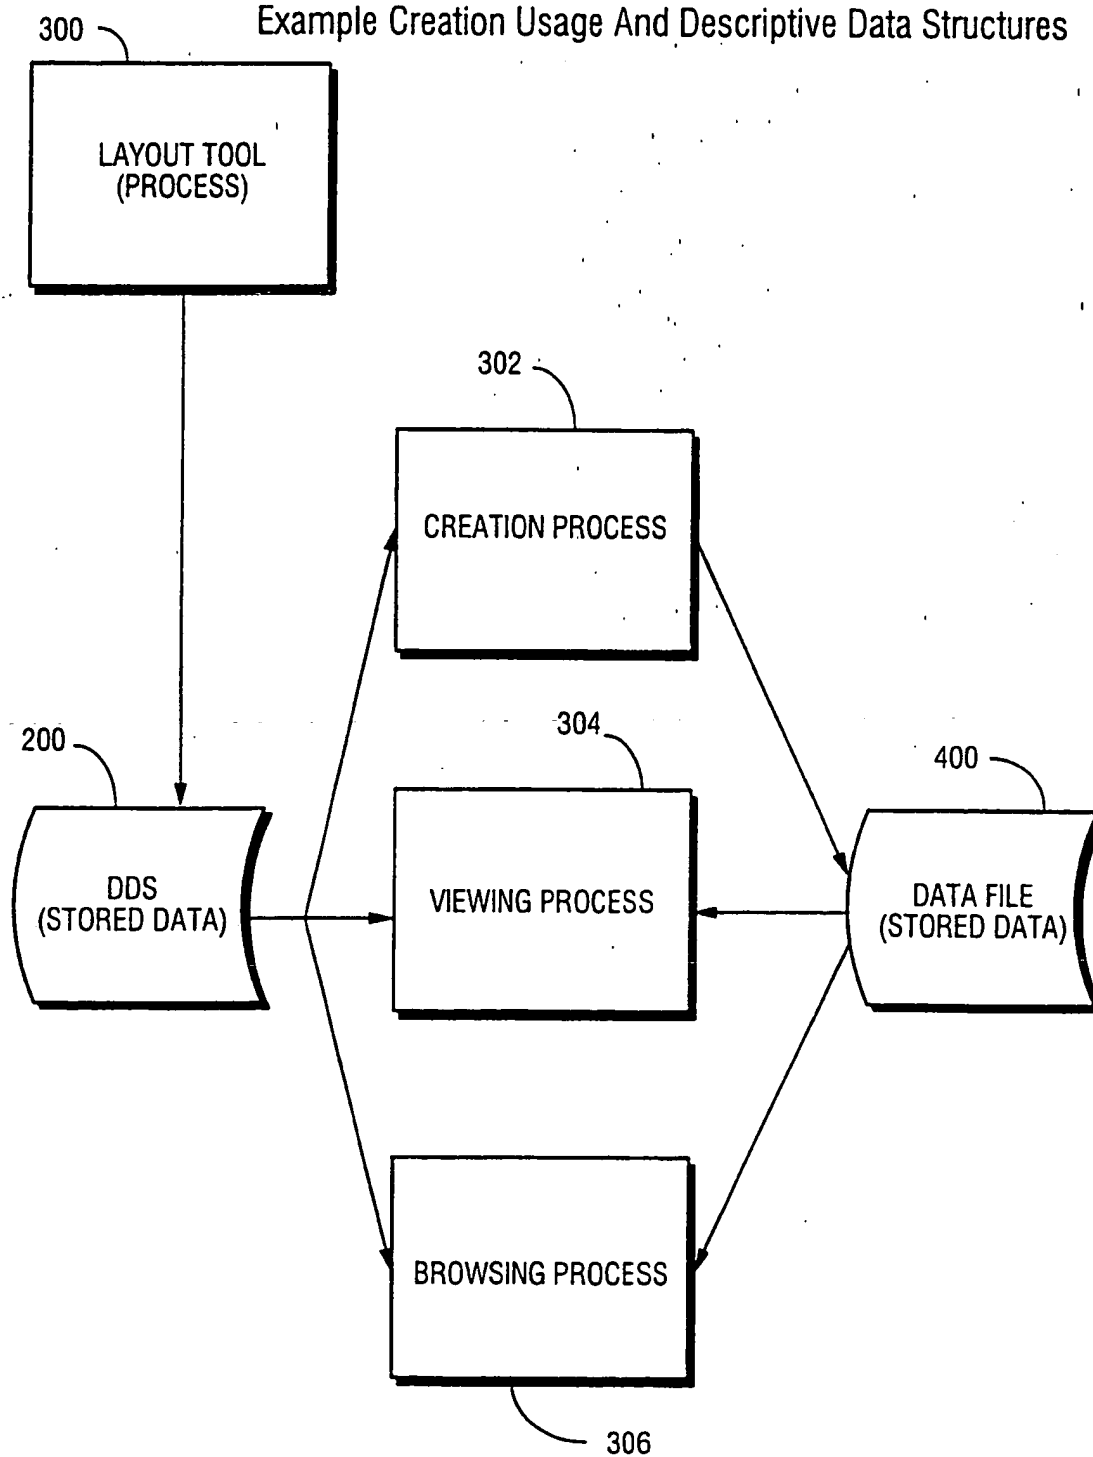 Example Creation Usage And Descriptive Data Structures
300
LAYOUT TOOL
(PROCESS)
302
CREATION PROCESS
200
DDS
(STORED DATA)
304
VIEWING PROCESS
400
DATA FILE
(STORED DATA)
BROWSING PROCESS
306